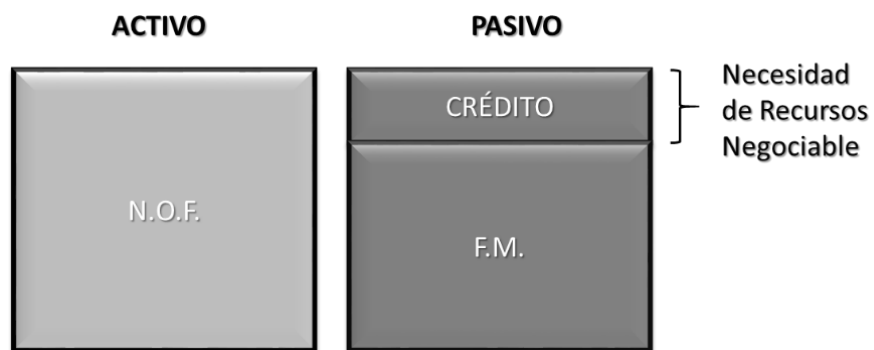 ACTIVO
PASIVO
N.O.F.
CRÉDITO
F.M.
Necesidad
de Recursos
Negociable